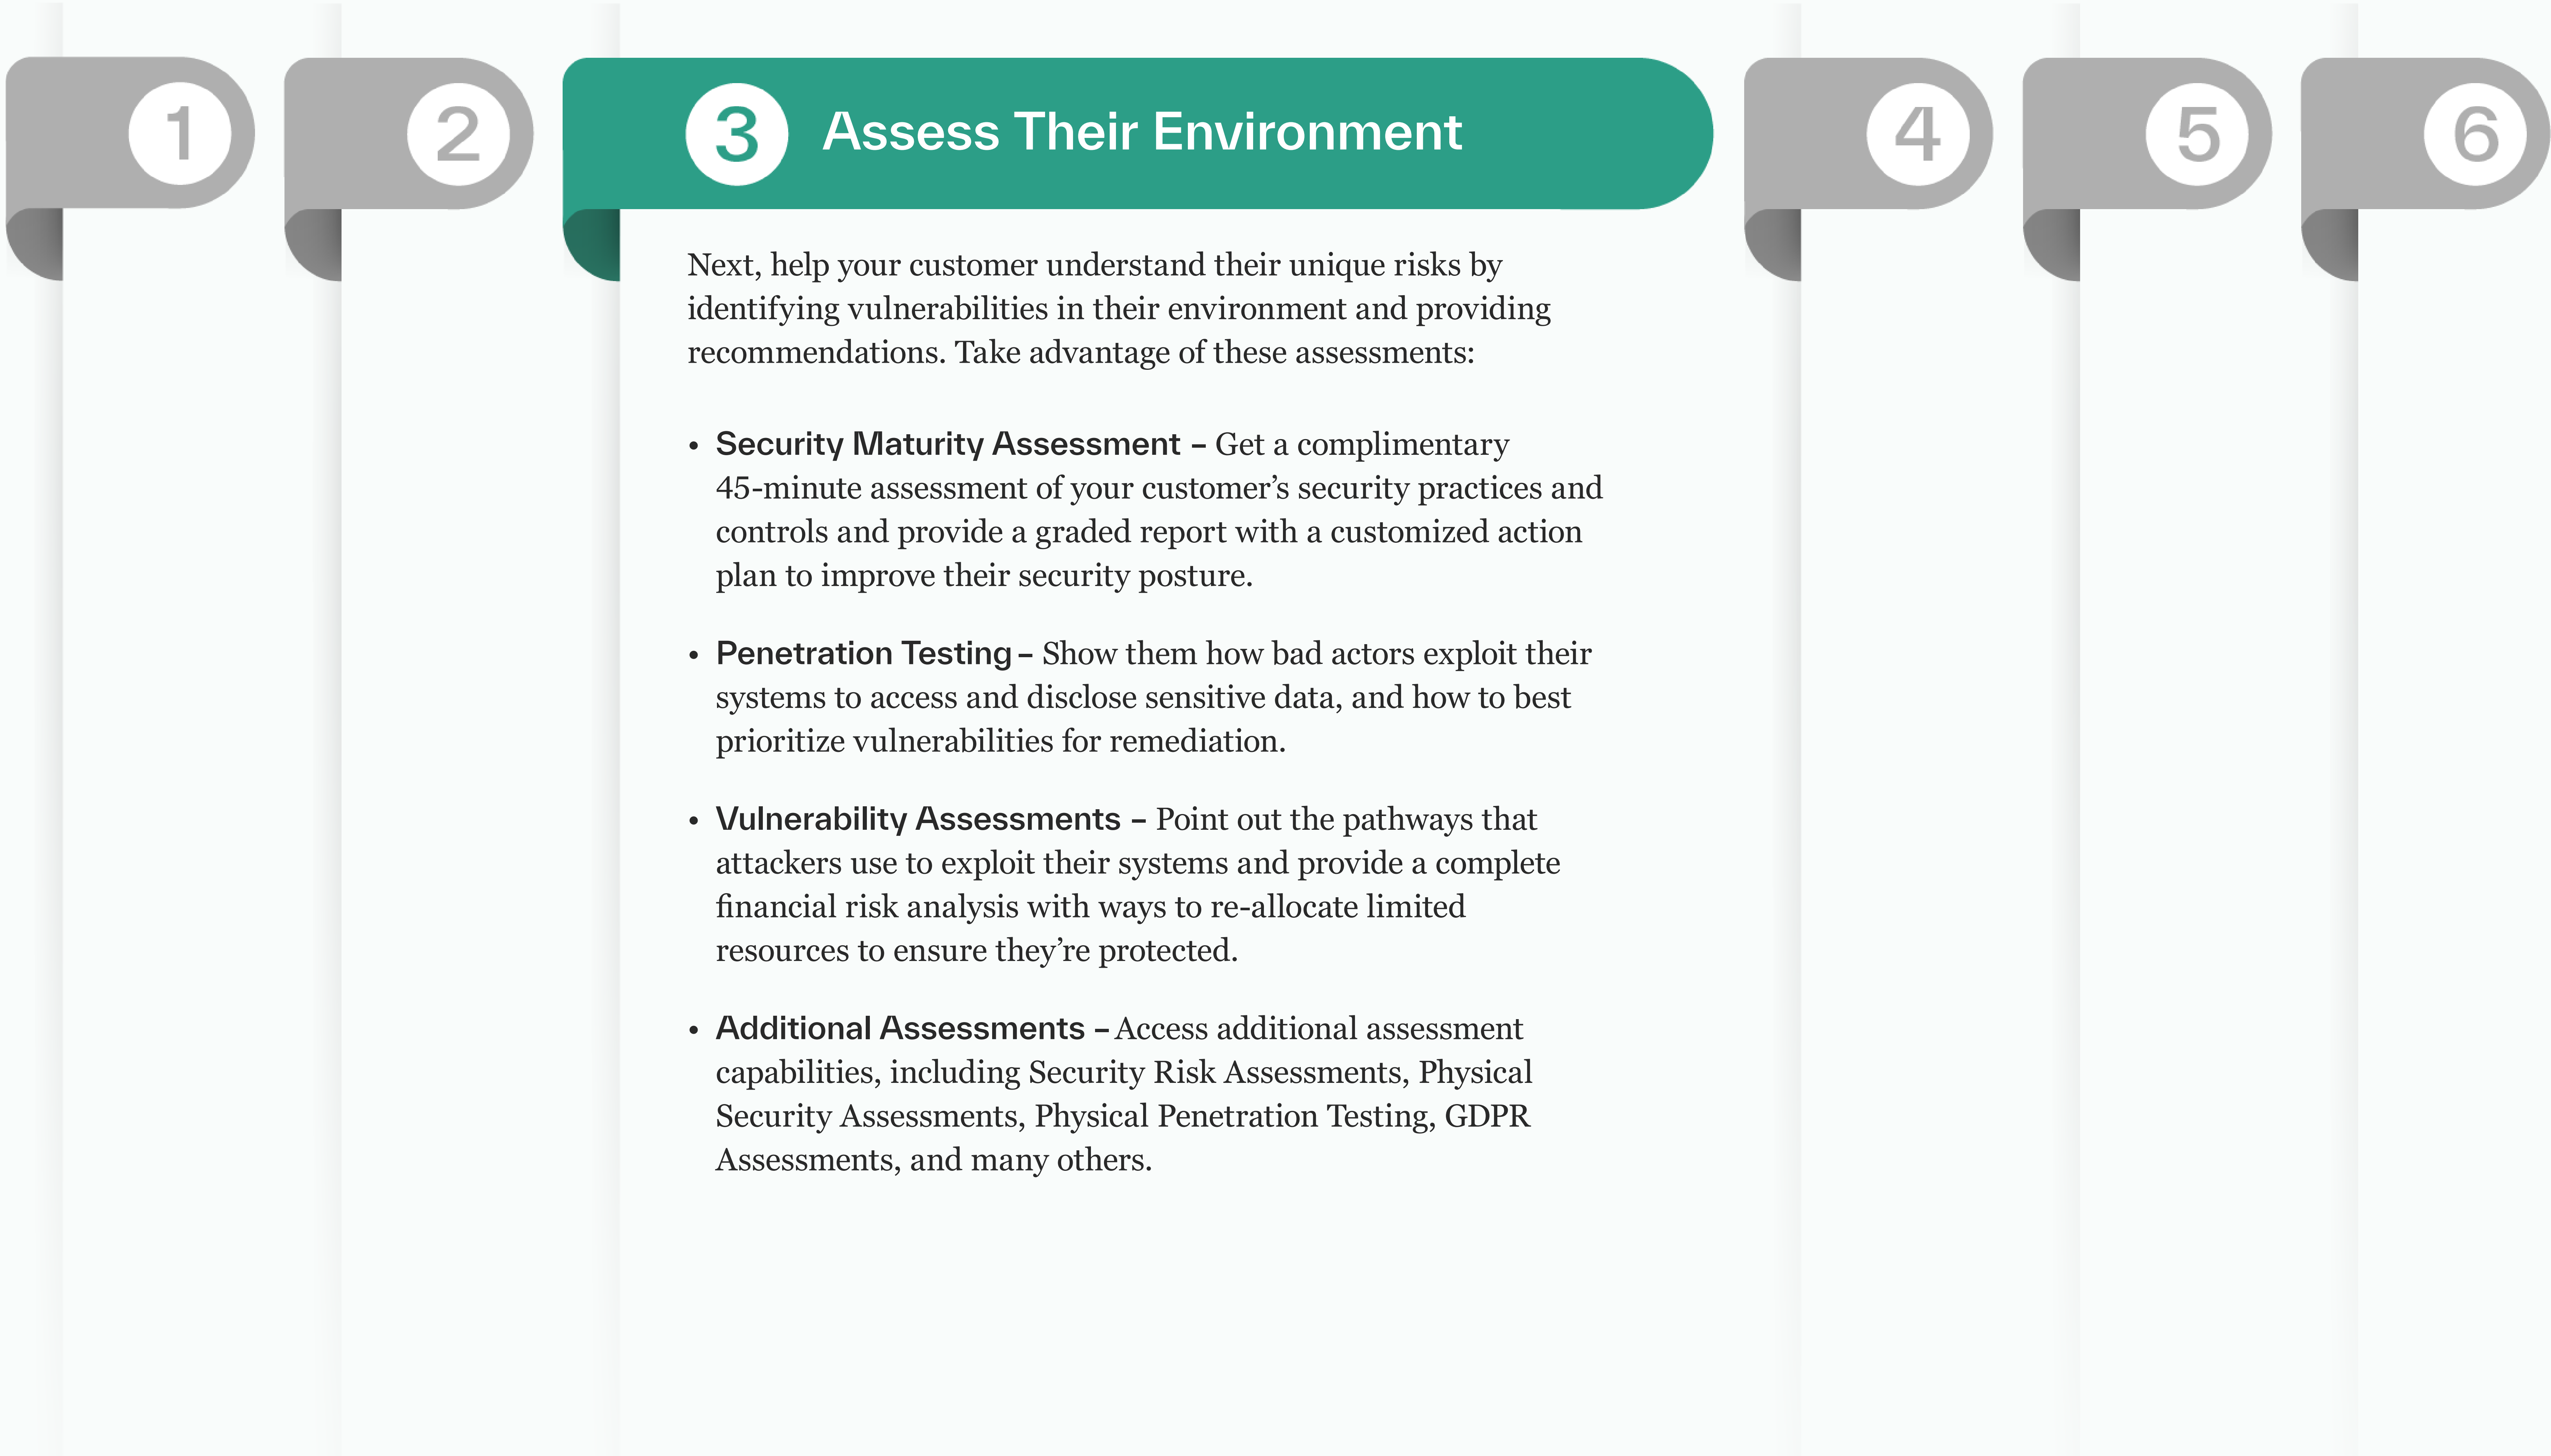 1
2
3 Assess Their Environment
4
5
6
Next, help your customer understand their unique risks by
identifying vulnerabilities in their environment and providing
recommendations. Take advantage of these assessments:
• Security Maturity Assessment – Get a complimentary
45-minute assessment of your customer’s security practices and
controls and provide a graded report with a customized action
plan to improve their security posture.
• Penetration Testing – Show them how bad actors exploit their
systems to access and disclose sensitive data, and how to best
prioritize vulnerabilities for remediation.
• Vulnerability Assessments – Point out the pathways that
attackers use to exploit their systems and provide a complete
financial risk analysis with ways to re-allocate limited
resources to ensure they’re protected.
• Additional Assessments – Access additional assessment
capabilities, including Security Risk Assessments, Physical
Security Assessments, Physical Penetration Testing, GDPR
Assessments, and many others.